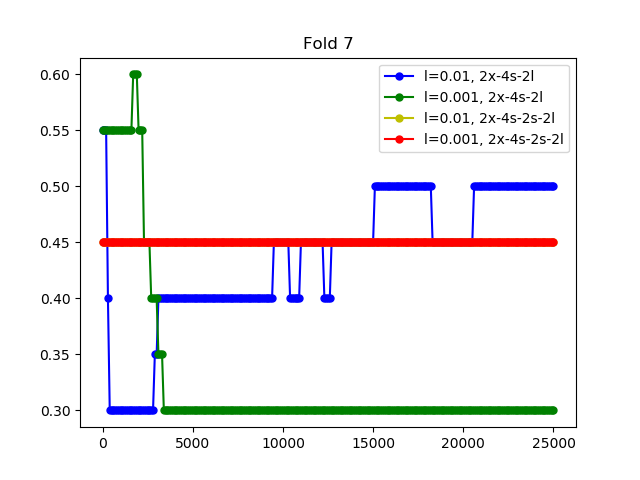 Fold 7
0.60
0.55
0.50
0.45
0.40
0.35
0.30
l=0.01, 2x-4s-2l
l=0.001, 2x-4s-2l
l=0.01, 2x-4s-2s-2l
l=0.001, 2x-4s-2s-2l
0 5000 10000 15000 20000 25000